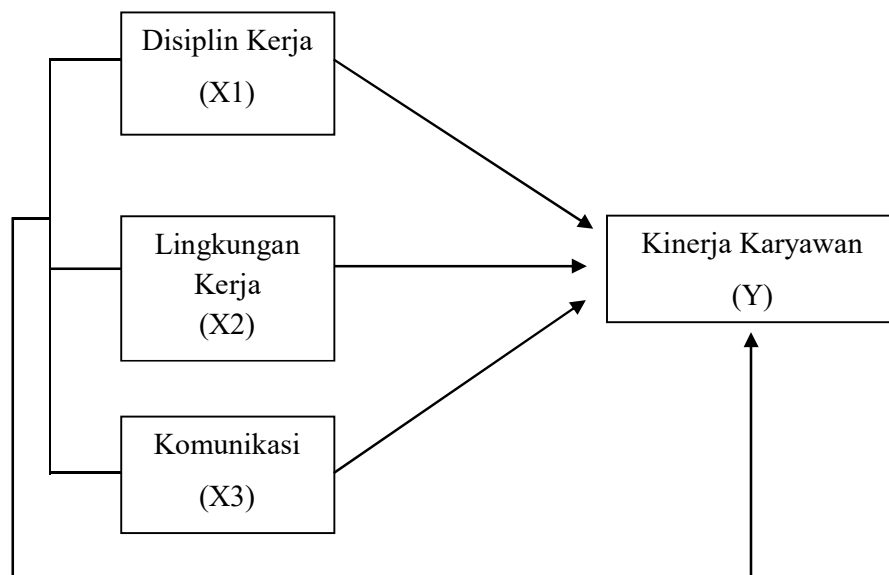 Disiplin Kerja
(X1)
Lingkungan
Kerja
(X2)
Kinerja Karyawan
(Y)
Komunikasi
(X3)